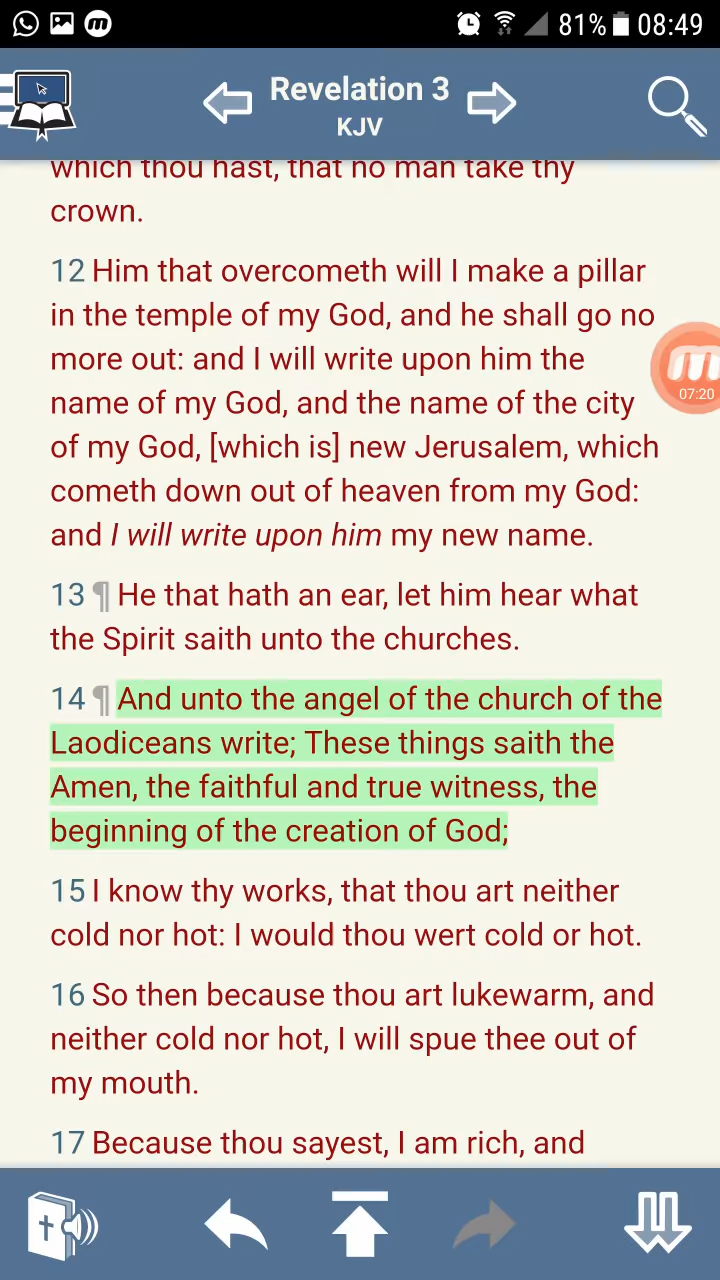 81% 08:49
Revelation 3
KJV
which thou hast, that no man take thy
crown.
12 Him that overcometh will I make a pillar
in the temple of my God, and he shall go no
more out: and I will write upon him the
name of my God, and the name of the city
of my God, [which is] new Jerusalem, which
cometh down out of heaven from my God:
and I will write upon him my new name.
07:20
13 ¶ He that hath an ear, let him hear what
the Spirit saith unto the churches.
14 ¶ And unto the angel of the church of the
Laodiceans write; These things saith the
Amen, the faithful and true witness, the
beginning of the creation of God;
15 I know thy works, that thou art neither
cold nor hot: I would thou wert cold or hot.
16 So then because thou art lukewarm, and
neither cold nor hot, I will spue thee out of
my mouth.
17 Because thou sayest, I am rich, and